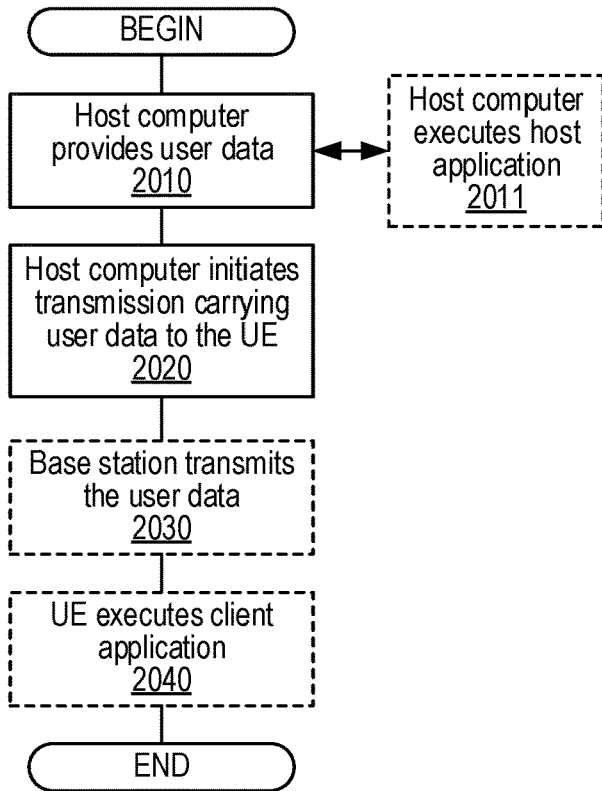 BEGIN
Host computer
provides user data
2010
Host computer
executes host
application
2011
Host computer initiates
transmission carrying
user data to the UE
2020
Base station transmits
the user data
2030
UE executes client
application
2040
END